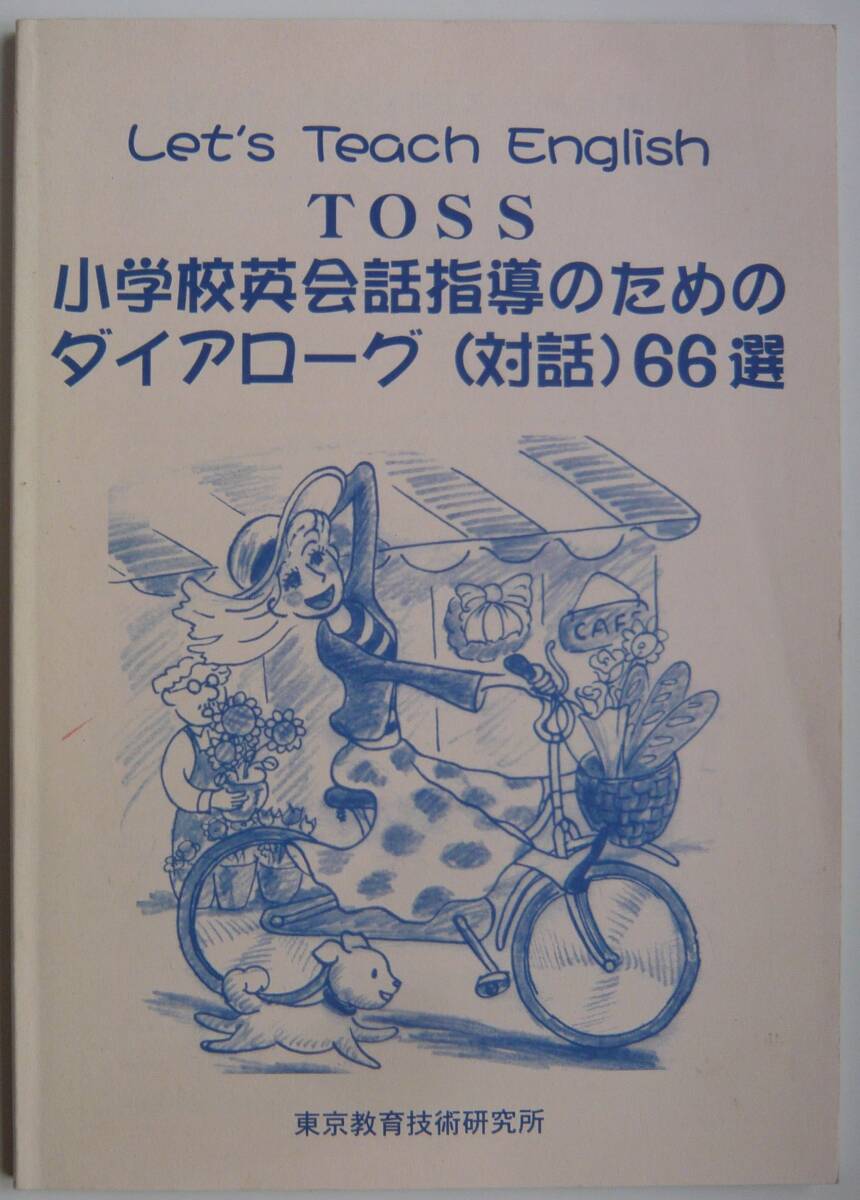 Let's Teach English
TOSS
小学校英会話指導のための
ダイアローグ（対話）66選
CAF
東京教育技術研究所